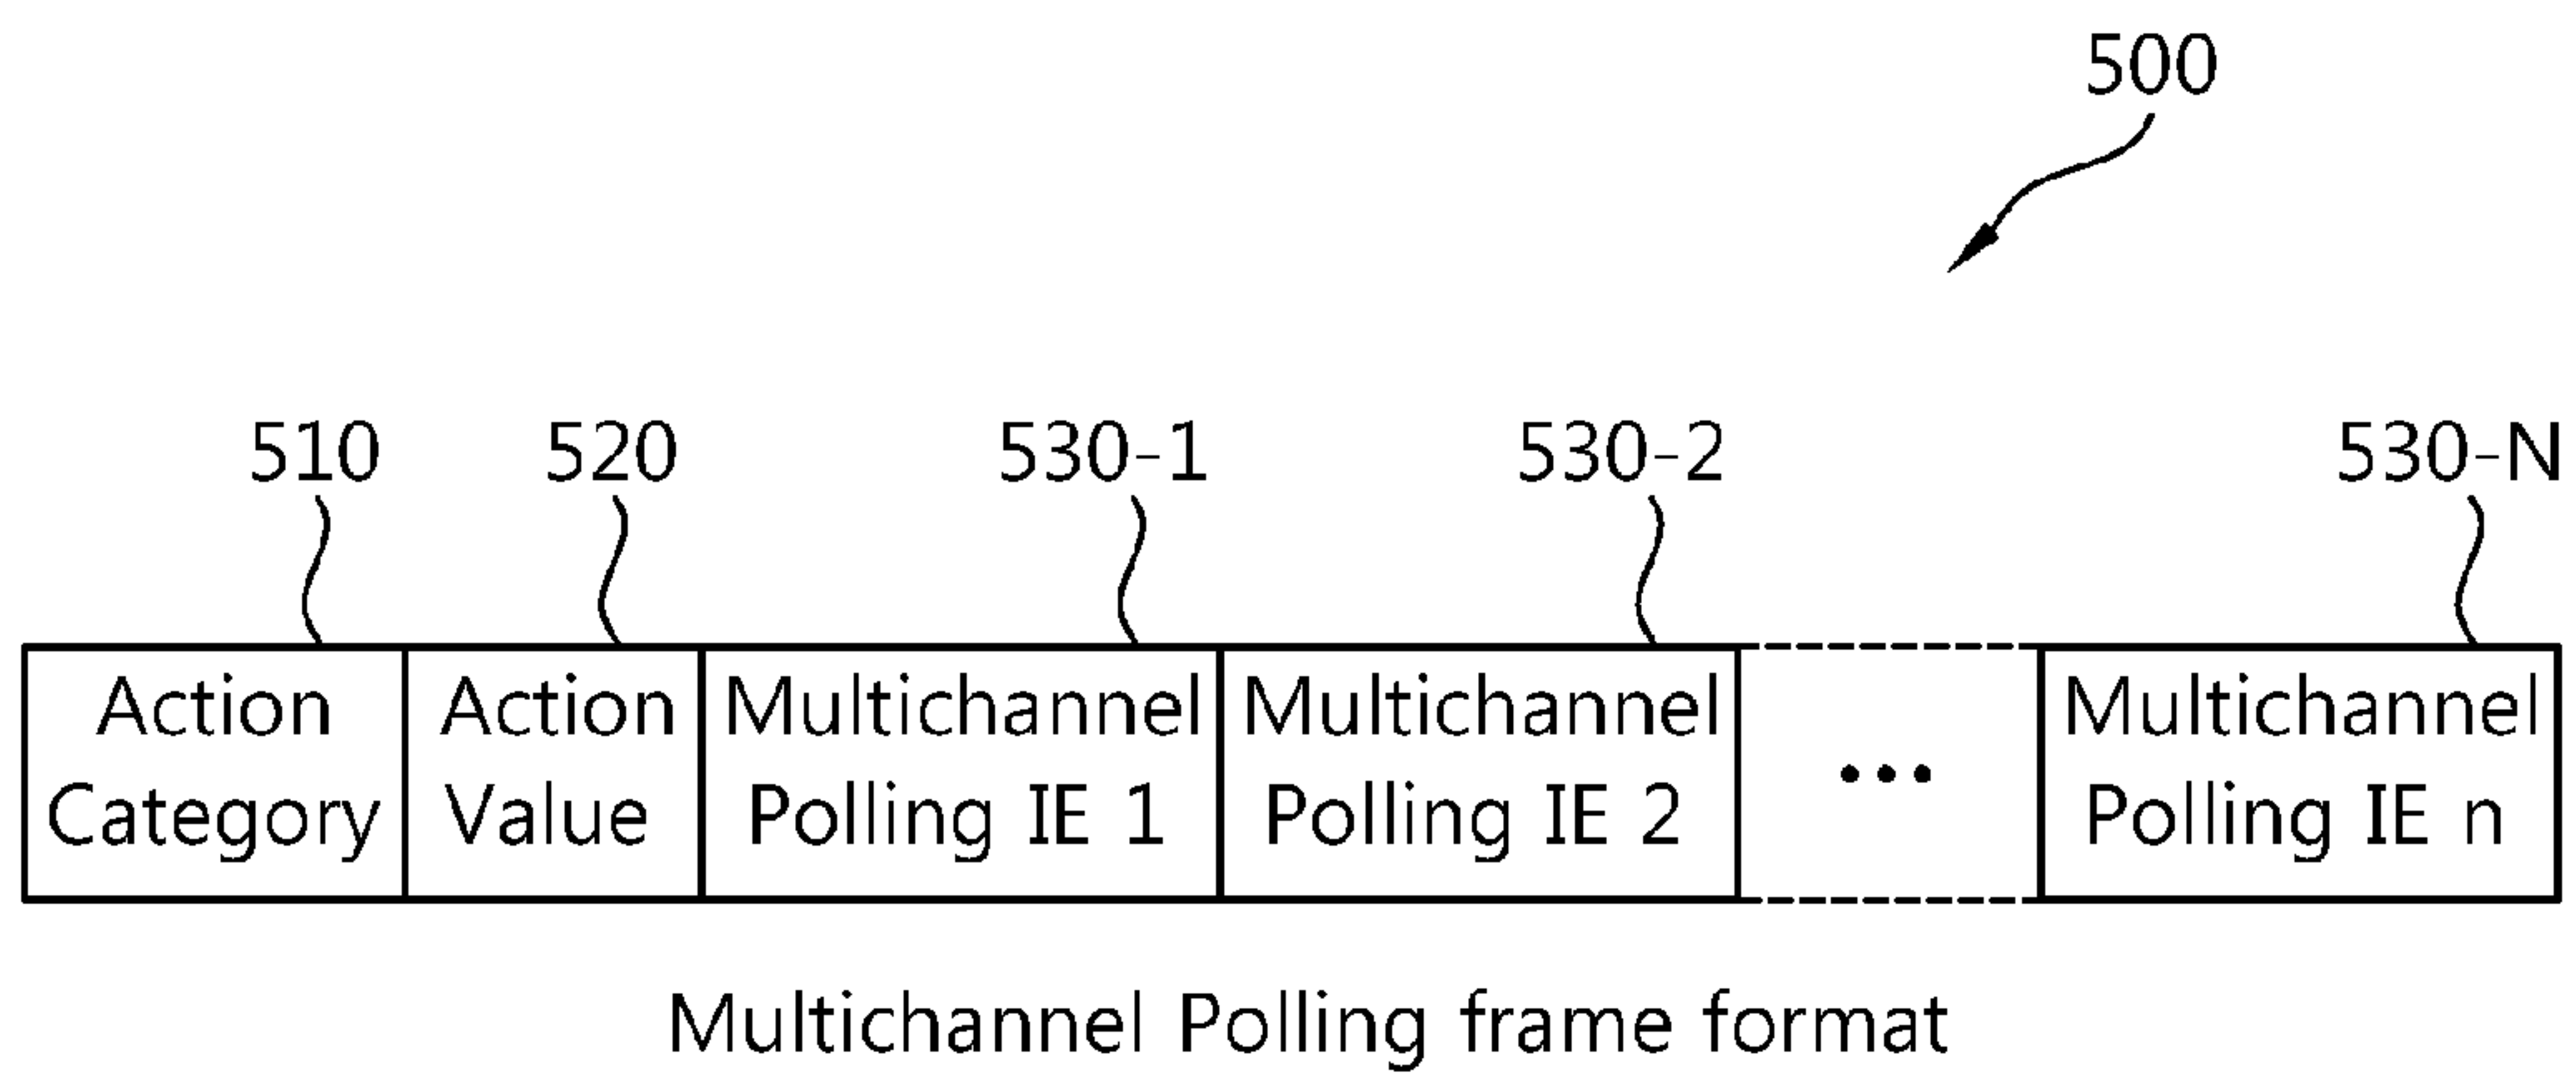 500
510 520 530-1 530-2 530-N
Action Action Multichannel Multichannel Multichannel
Category Value Polling IE 1 Polling IE 2 ••• Polling IE n
Multichannel Polling frame format